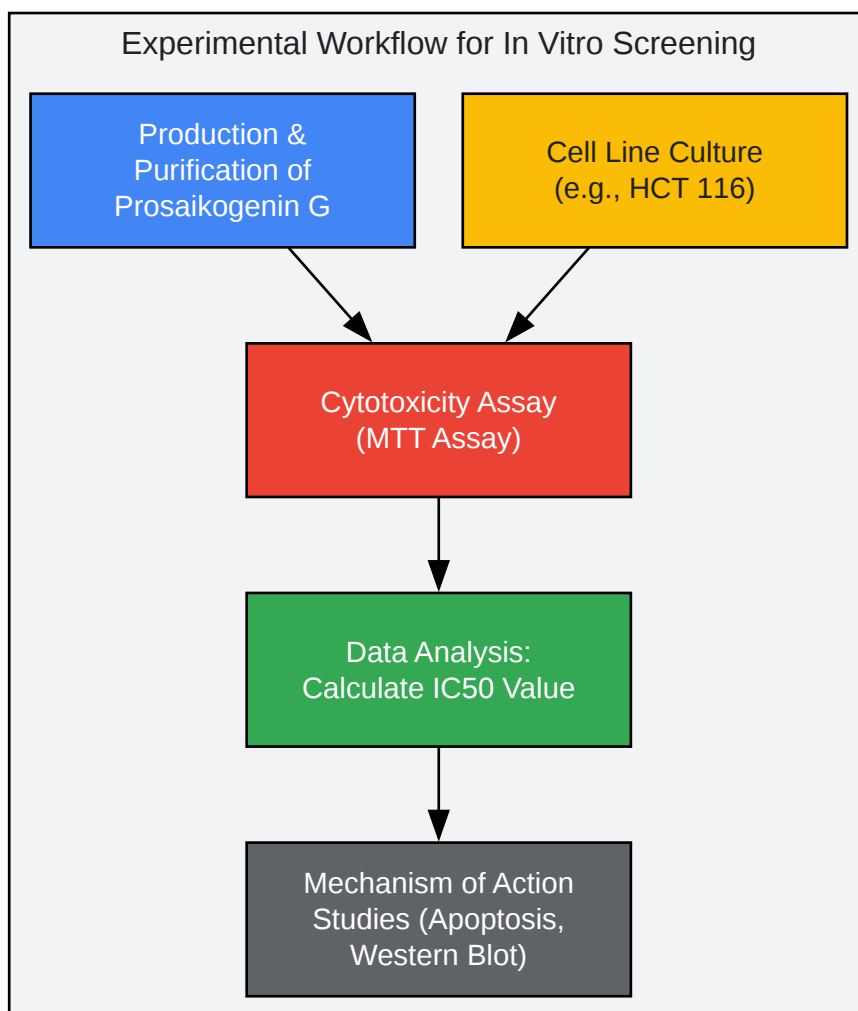 Experimental Workflow for In Vitro Screening
Production &
Purification of
Prosaikogenin G
Cell Line Culture
(e.g., HCT 116)
Cytotoxicity Assay
(MTT Assay)
Data Analysis:
Calculate IC50 Value
Mechanism of Action
Studies (Apoptosis,
Western Blot)